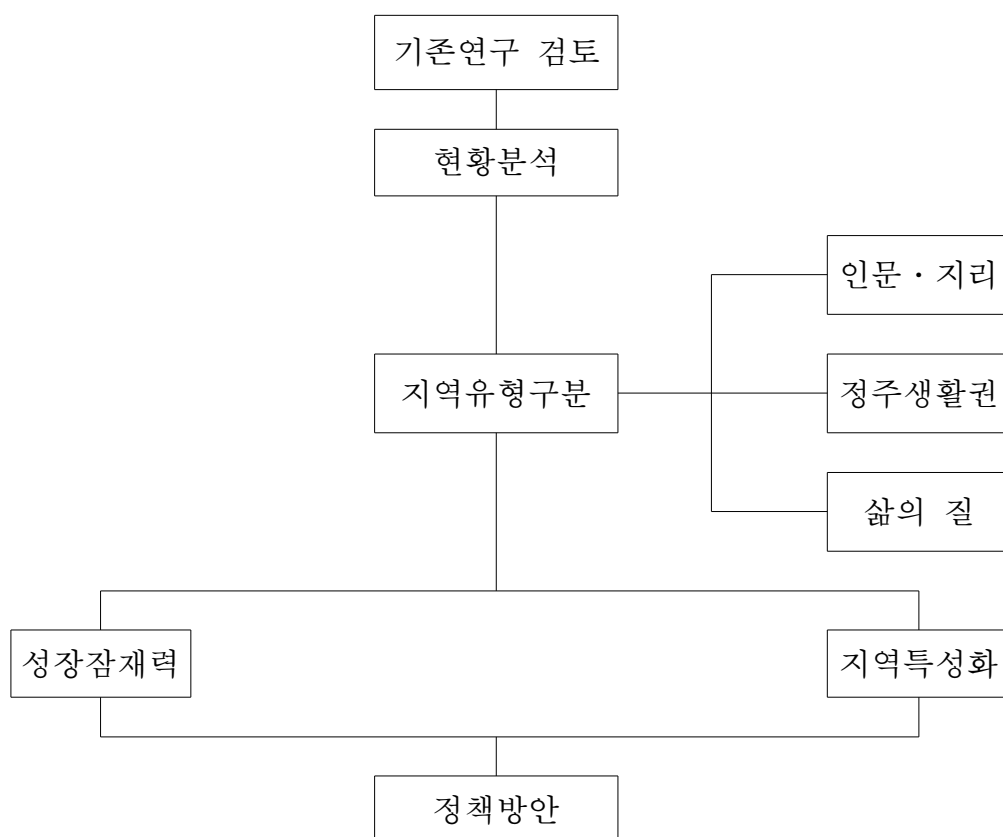 기존연구 검토
현황분석
인문・지리
지역유형구분
정주생활권
삶의 질
성장잠재력
지역특성화
정책방안